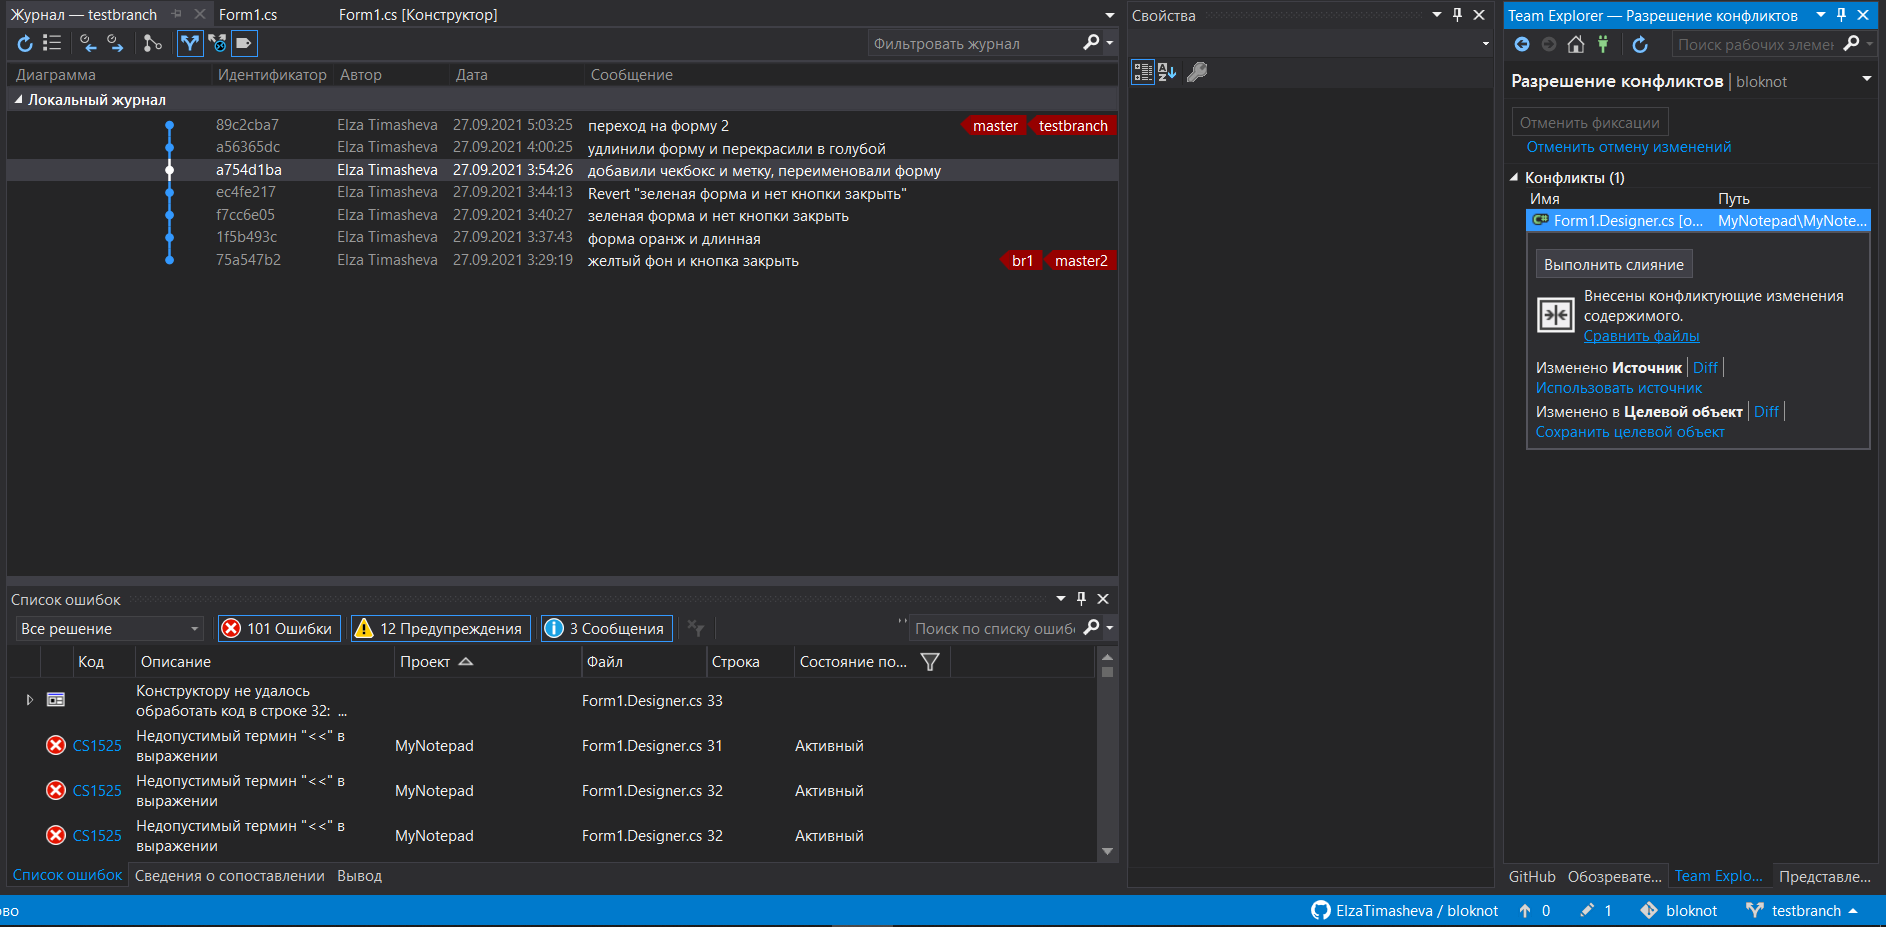 Журнал — testbranch
Form1.cs
Form1.cs [Конструктор]
Фильтровать журнал
Диаграмма Идентификатор Автор Дата Сообщение
Локальный журнал
89c2cba7 Elza Timasheva 27.09.2021 5:03:25 переход на форму 2 master testbranch
a56365dc Elza Timasheva 27.09.2021 4:00:25 удлинили форму и перекрасили в голубой
a754d1ba Elza Timasheva 27.09.2021 3:54:26 добавили чекбокс и метку, переименовали форму
ec4fe217 Elza Timasheva 27.09.2021 3:44:13 Revert "зеленая форма и нет кнопки закрыть"
f7cc6e05 Elza Timasheva 27.09.2021 3:40:27 зеленая форма и нет кнопки закрыть
1f5b493c Elza Timasheva 27.09.2021 3:37:43 форма оранж и длинная
75a547b2 Elza Timasheva 27.09.2021 3:29:19 желтый фон и кнопка закрыть br1 master2
Список ошибок
Все решение 101 Ошибки 12 Предупреждения 3 Сообщения Поиск по списку ошибс
Код Описание Проект Файл Строка Состояние по...
Конструктору не удалось
обработать код в строке 32: ...
Form1.Designer.cs 33
CS1525 Недопустимый термин "<<" в
выражении
MyNotepad Form1.Designer.cs 31 Активный
CS1525 Недопустимый термин "<<" в
выражении
MyNotepad Form1.Designer.cs 32 Активный
CS1525 Недопустимый термин "<<" в
выражении
MyNotepad Form1.Designer.cs 32 Активный
Список ошибок Сведения о сопоставлении Вывод
Свойства
Team Explorer — Разрешение конфликтов
Поиск рабочих элемен
Разрешение конфликтов | bloknot
Отменить фиксации
Отменить отмену изменений
Конфликты (1)
Имя Путь
Form1.Designer.cs [o... MyNotepad\MyNote...
Выполнить слияние
Внесены конфликтующие изменения
содержимого.
Сравнить файлы
Изменено Источник | Diff |
Использовать источник
Изменено в Целевой объект | Diff |
Сохранить целевой объект
GitHub Обозревате... Team Explo... Представле...
ово
ElzaTimasheva / bloknot 0 1 bloknot testbranch